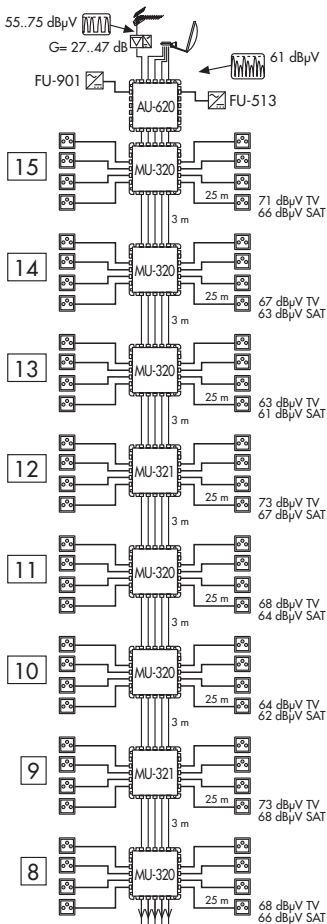 55..75 dBµV
G= 27..47 dB
61 dBµV
FU-901
AU-620
FU-513
15
MU-320
25 m
71 dBµV TV
66 dBµV SAT
3 m
14
MU-320
25 m
67 dBµV TV
63 dBµV SAT
3 m
13
MU-320
25 m
63 dBµV TV
61 dBµV SAT
3 m
12
MU-321
25 m
73 dBµV TV
67 dBµV SAT
3 m
11
MU-320
25 m
68 dBµV TV
64 dBµV SAT
3 m
10
MU-320
25 m
64 dBµV TV
62 dBµV SAT
3 m
9
MU-321
25 m
73 dBµV TV
68 dBµV SAT
3 m
8
MU-320
25 m
68 dBµV TV
66 dBµV SAT